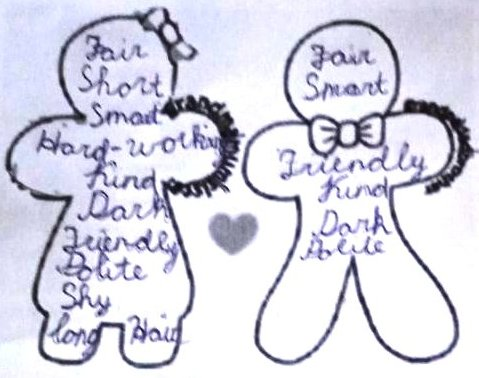 Fair
Short
Smart
Hard-working
Kind
Dark
Friendly
Polite
Shy
long Hair
Fair
Smart
Friendly
Kind
Dark
Polite